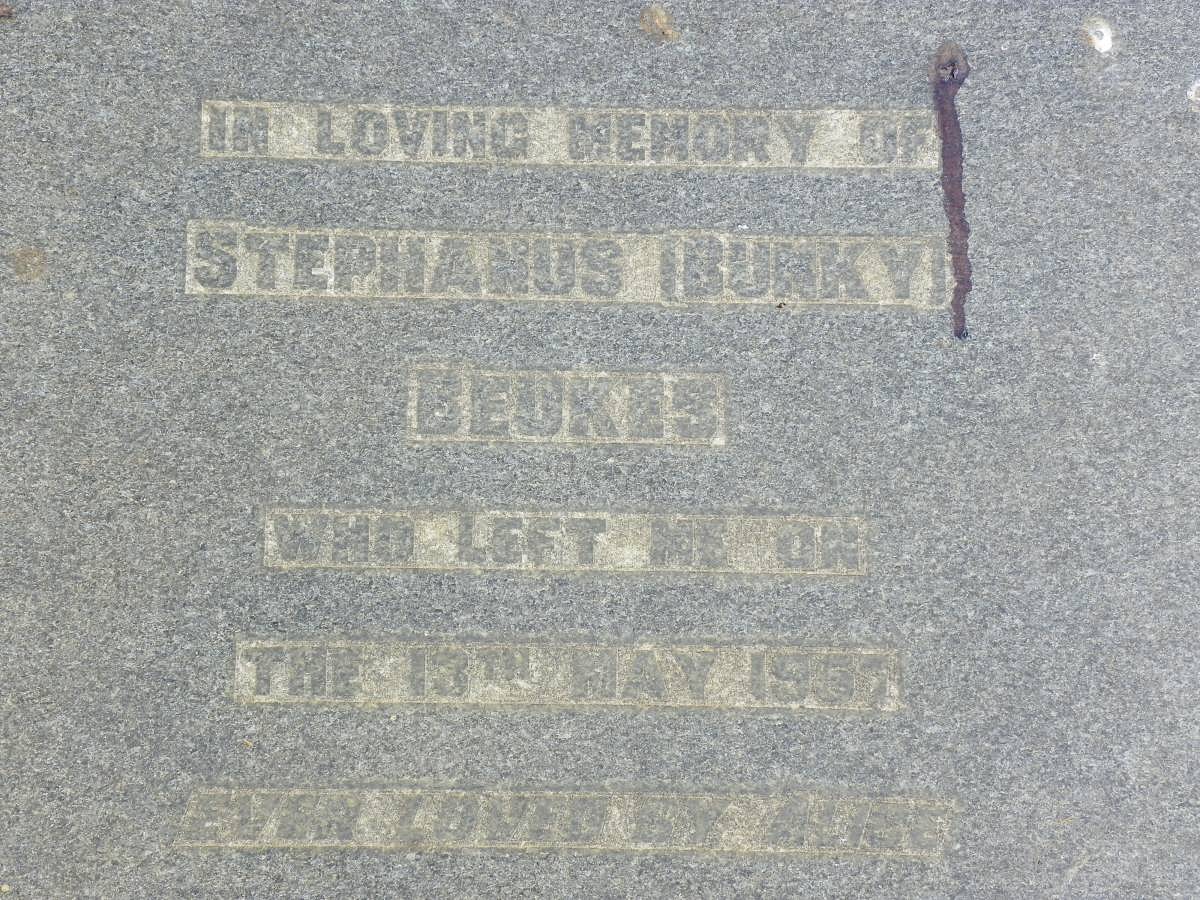 IN LOVING MEMORY OF
STEPHANUS (BUNKY)
BEUKES
WHO LEFT ME ON
THE 13TH MAY 1957
EVER LOVED BY